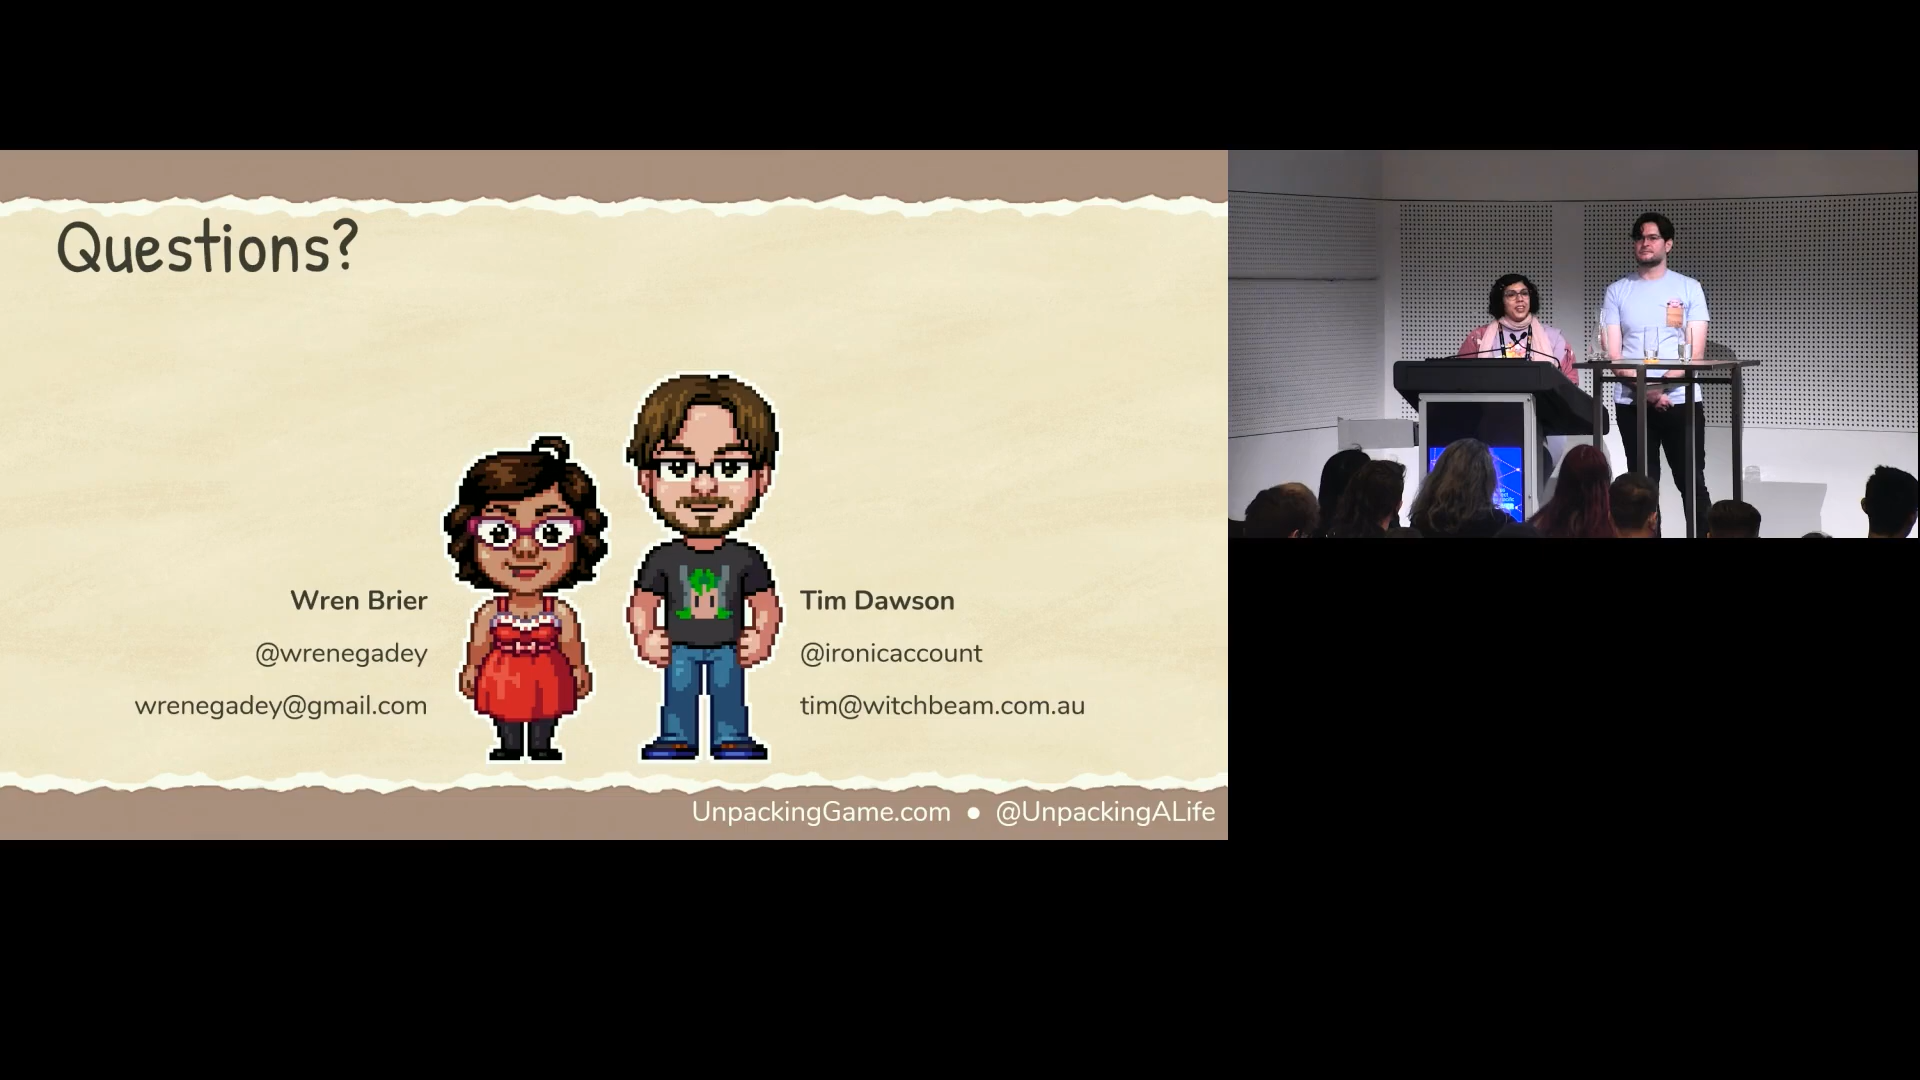 Questions?
Wren Brier
@wrenegadey
wrenegadey@gmail.com
Tim Dawson
@ironicaccount
tim@witchbeam.com.au
UnpackingGame.com ● @UnpackingALife